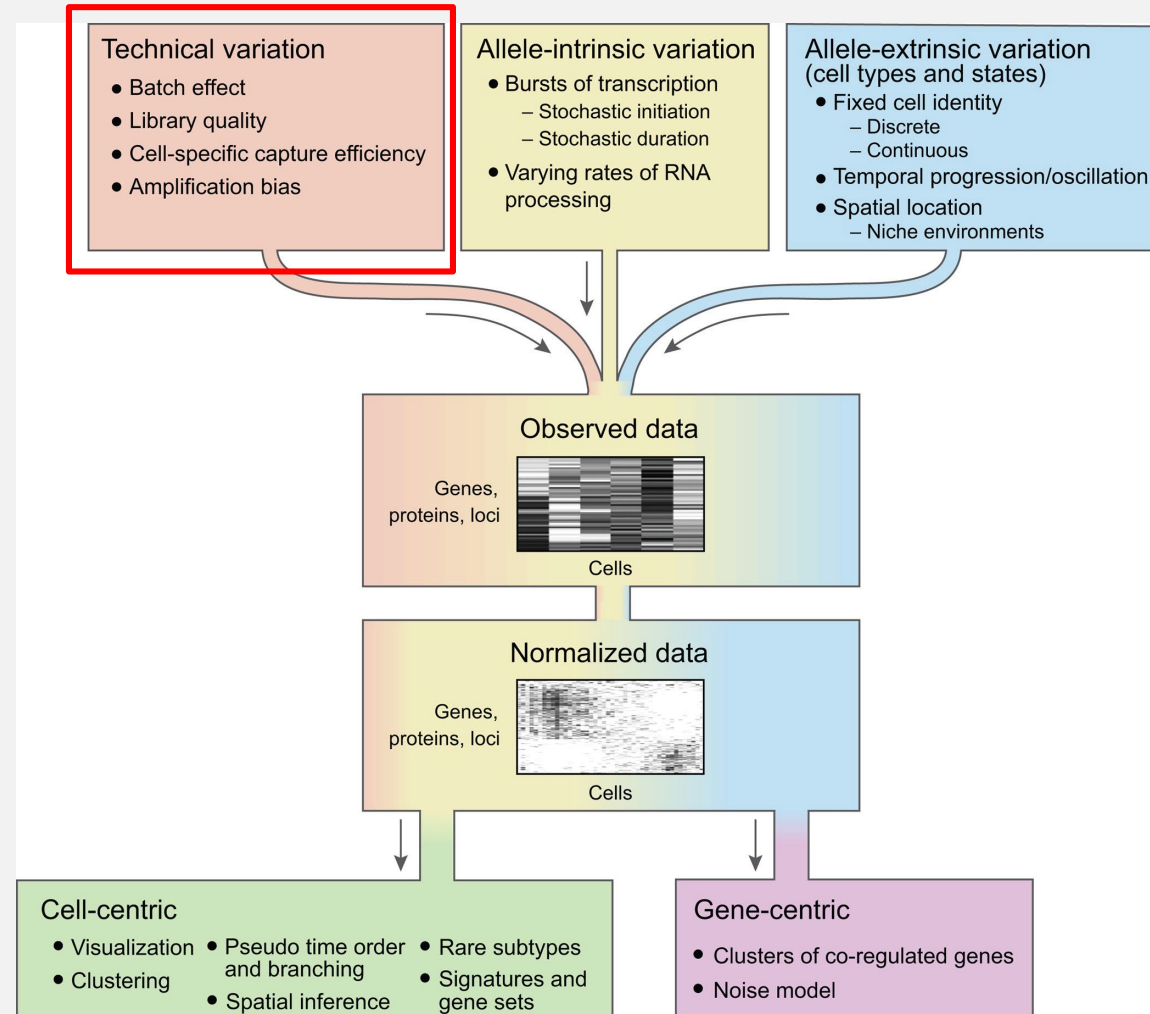 Technical variation
● Batch effect
● Library quality
● Cell-specific capture efficiency
● Amplification bias
Allele-intrinsic variation
● Bursts of transcription
– Stochastic initiation
– Stochastic duration
● Varying rates of RNA
processing
Allele-extrinsic variation
(cell types and states)
● Fixed cell identity
– Discrete
– Continuous
● Temporal progression/oscillation
● Spatial location
– Niche environments
Observed data
Genes,
proteins, loci
Cells
Normalized data
Genes,
proteins, loci
Cells
Cell-centric
● Visualization
● Clustering
● Pseudo time order
and branching
● Spatial inference
● Rare subtypes
● Signatures and
gene sets
Gene-centric
● Clusters of co-regulated genes
● Noise model